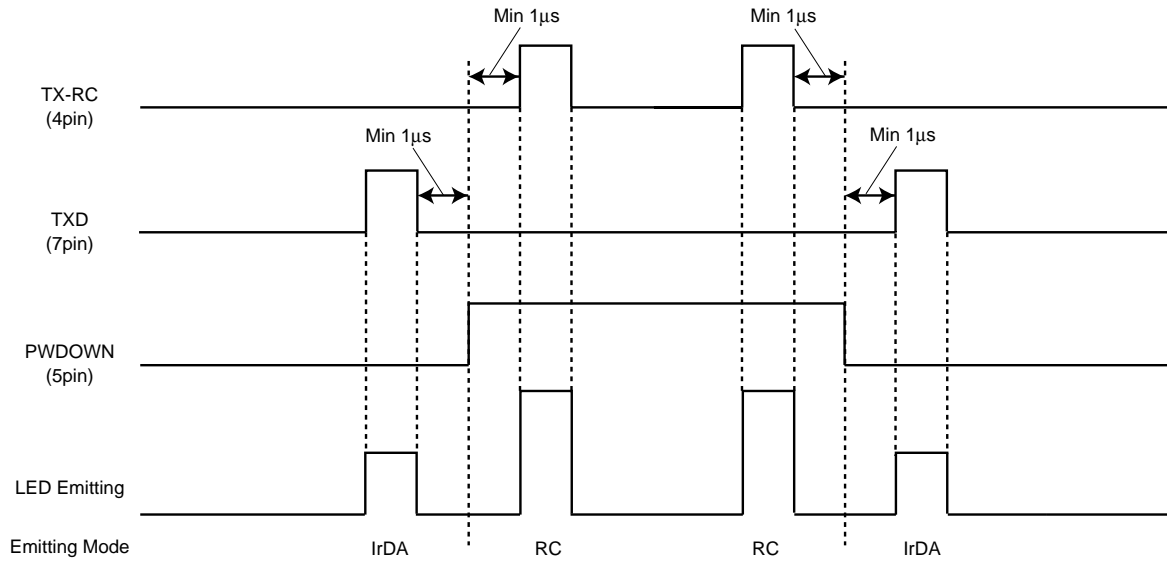 Min 1μs
Min 1μs
TX-RC
(4pin)
Min 1μs
Min 1μs
TXD
(7pin)
PWDOWN
(5pin)
LED Emitting
Emitting Mode
IrDA
RC
RC
IrDA